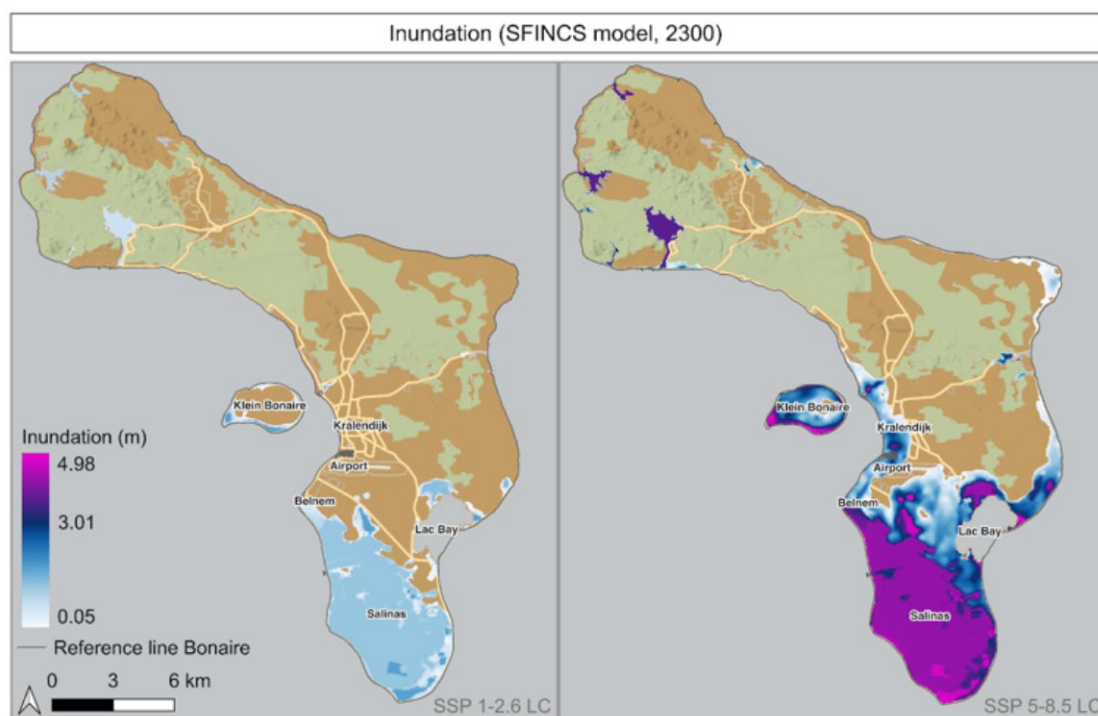 Inundation (SFINCS model, 2300)
Klein Bonaire
Kralendijk
Airport
Belnem
Lac Bay
Salinas
Inundation (m)
4.98
3.01
0.05
Reference line Bonaire
0 3 6 km
SSP 1-2.6 LC
Klein Bonaire
Kralendijk
Airport
Belnem
Lac Bay
Salinas
SSP 5-8.5 LC